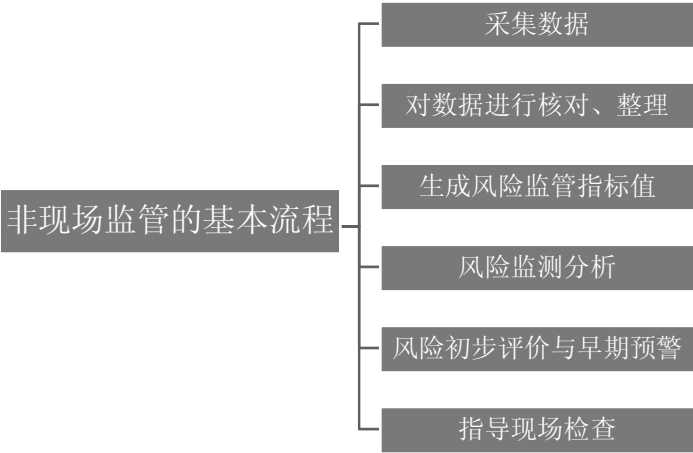 非现场监管的基本流程
采集数据
对数据进行核对、整理
生成风险监管指标值
风险监测分析
风险初步评价与早期预警
指导现场检查